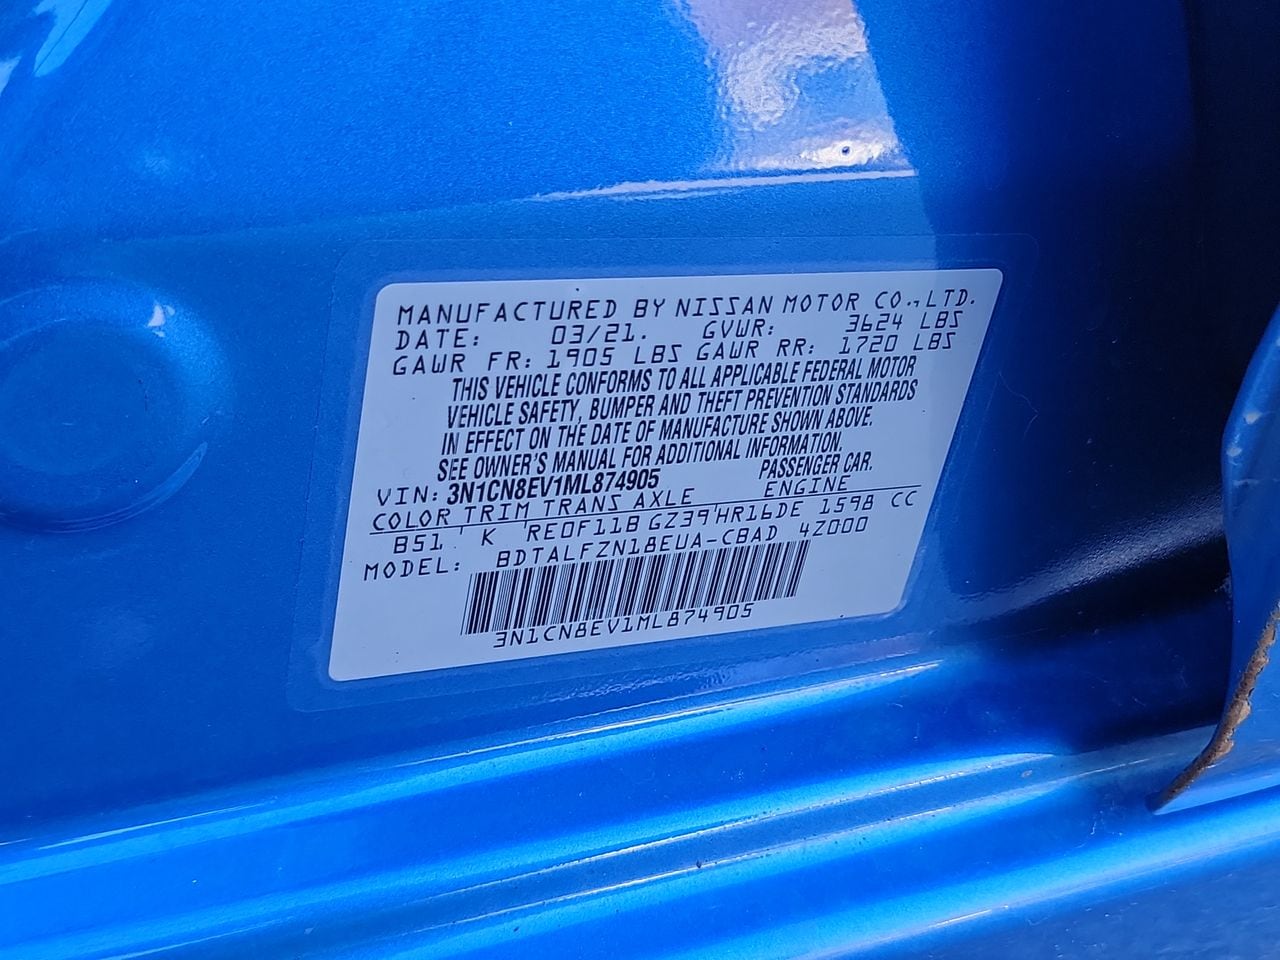 MANUFACTURED BY NISSAN MOTOR CO., LTD.
DATE: 03/21. GVWR: 3624 LBS
GAWR FR: 1905 LBS GAWR RR: 1720 LBS
THIS VEHICLE CONFORMS TO ALL APPLICABLE FEDERAL MOTOR
VEHICLE SAFETY, BUMPER AND THEFT PREVENTION STANDARDS
IN EFFECT ON THE DATE OF MANUFACTURE SHOWN ABOVE.
SEE OWNER'S MANUAL FOR ADDITIONAL INFORMATION.
VIN: 3N1CN8EV1ML874905 PASSENGER CAR.
COLOR TRIM TRANS AXLE ENGINE
B51 K RE0F11B GZ39 HR16DE 1598 CC
MODEL: BDTALFZN18EUA-CBAD 4Z000
3N1CN8EV1ML874905